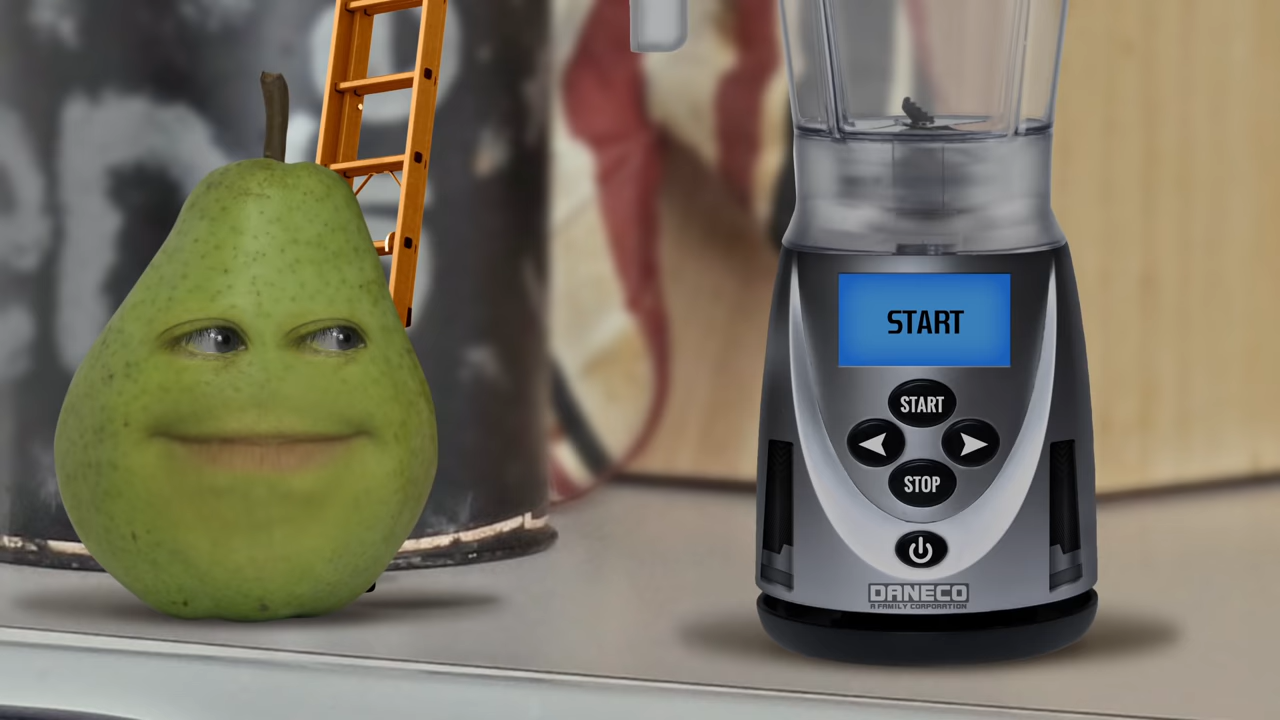 START
START
STOP
DANECO
A FAMILY CORPORATION